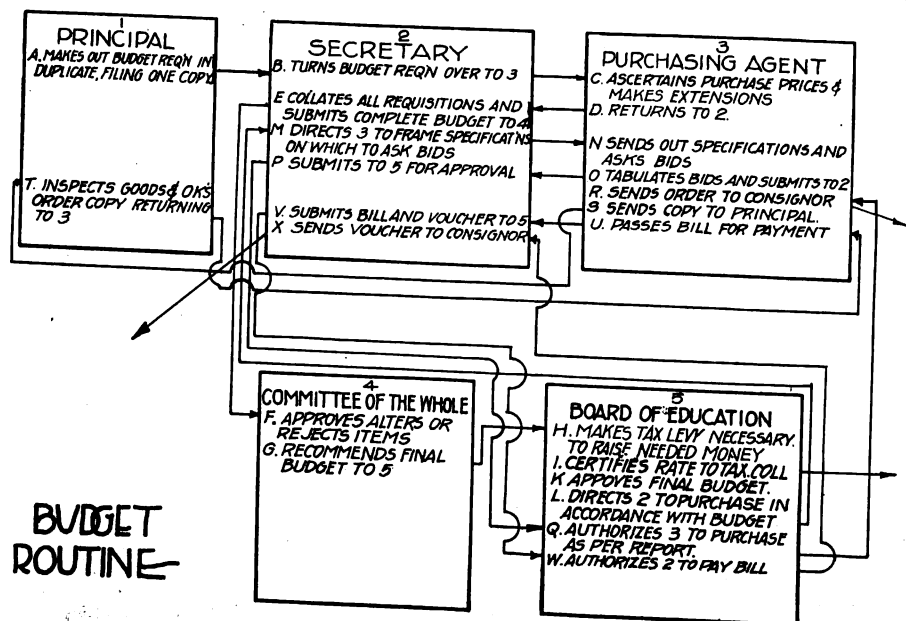 1
PRINCIPAL
A. MAKES OUT BUDGET REQ'N IN
DUPLICATE, FILING ONE COPY.
T. INSPECTS GOODS & OK'S
ORDER COPY RETURNING
TO 3
2
SECRETARY
B. TURNS BUDGET REQ'N OVER TO 3
E COLLATES ALL REQUISITIONS AND
SUBMITS COMPLETE BUDGET TO 4
M DIRECTS 3 TO FRAME SPECIFICATINS
ON WHICH TO ASK BIDS
P SUBMITS TO 5 FOR APPROVAL
V. SUBMITS BILL AND VOUCHER TO 5
X SENDS VOUCHER TO CONSIGNOR
3
PURCHASING AGENT
C. ASCERTAINS PURCHASE PRICES &
MAKES EXTENSIONS
D. RETURNS TO 2.
N SENDS OUT SPECIFICATIONS AND
ASKS BIDS
O TABULATES BIDS AND SUBMITS TO 2
R. SENDS ORDER TO CONSIGNOR
S SENDS COPY TO PRINCIPAL.
U. PASSES BILL FOR PAYMENT
4
COMMITTEE OF THE WHOLE
F. APPROVES ALTERS OR
REJECTS ITEMS
G. RECOMMENDS FINAL
BUDGET TO 5
5
BOARD OF EDUCATION
H. MAKES TAX LEVY NECESSARY
TO RAISE NEEDED MONEY
I. CERTIFIES RATE TO TAX. COLL
K APPOVES FINAL BUDGET.
L. DIRECTS 2 TO PURCHASE IN
ACCORDANCE WITH BUDGET
Q. AUTHORIZES 3 TO PURCHASE
AS PER REPORT.
W. AUTHORIZES 2 TO PAY BILL
BUDGET
ROUTINE